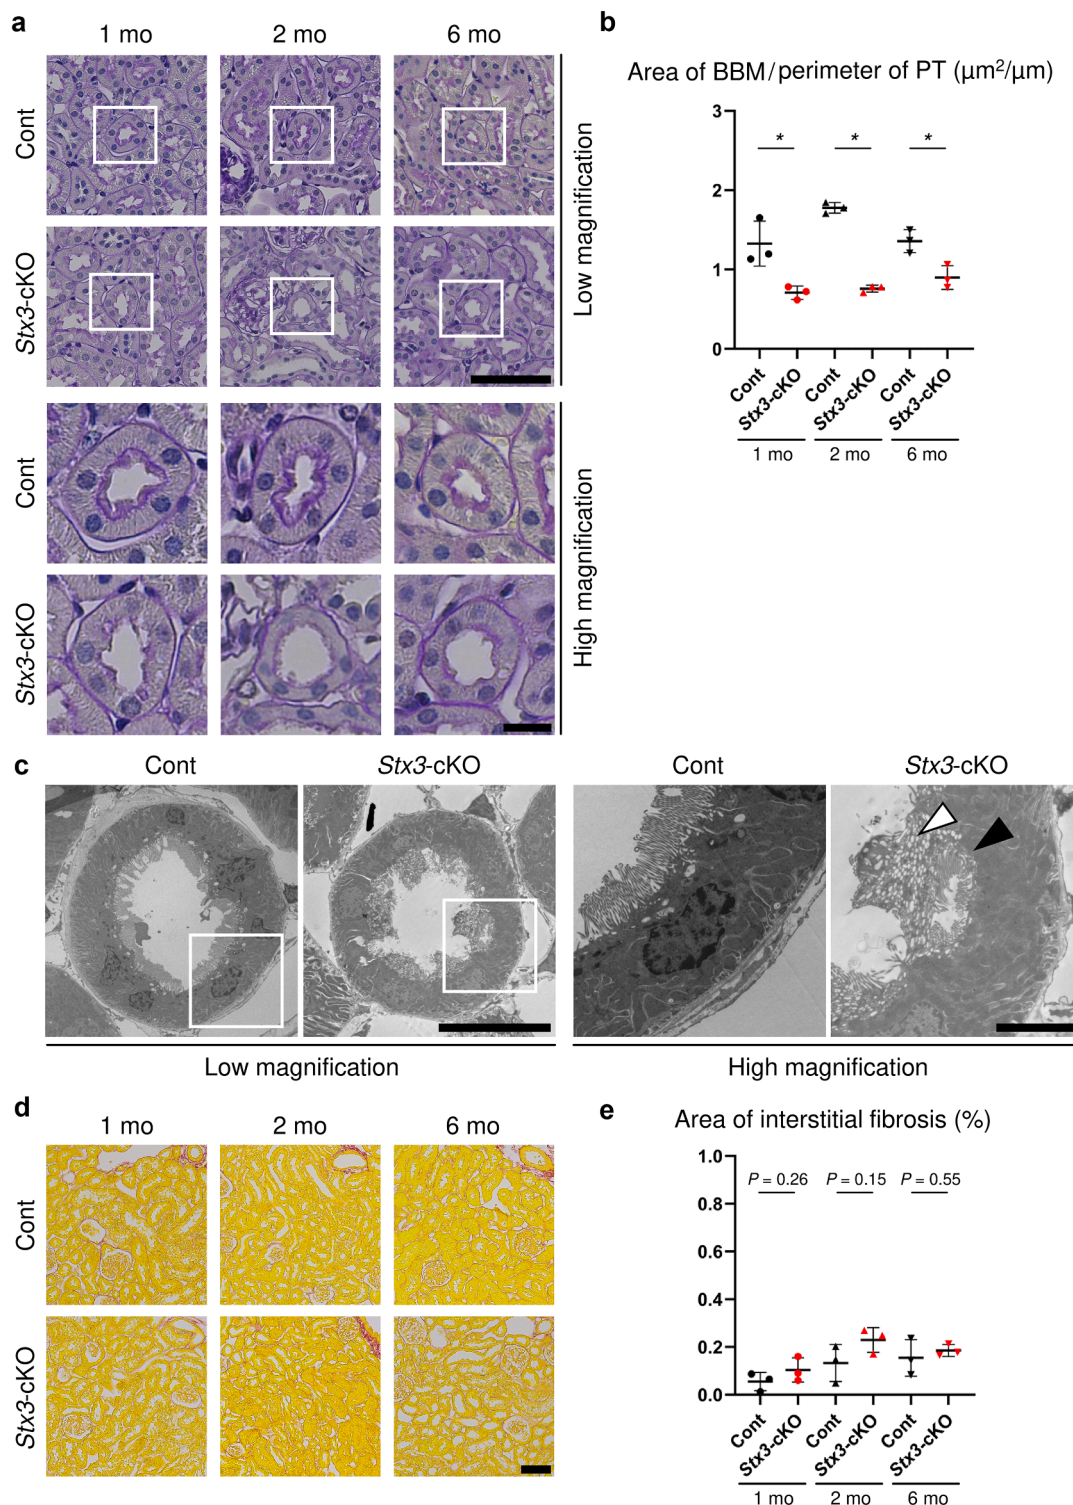 a
1 mo 2 mo 6 mo
Cont
Stx3-cKO
Low magnification
Cont
Stx3-cKO
High magnification
b
Area of BBM/perimeter of PT (μm²/μm)
3
2
1
0
* * *
Cont Stx3-cKO Cont Stx3-cKO Cont Stx3-cKO
1 mo 2 mo 6 mo
c
Cont Stx3-cKO Cont Stx3-cKO
Low magnification High magnification
d
1 mo 2 mo 6 mo
Cont
Stx3-cKO
e
Area of interstitial fibrosis (%)
1.0
0.8
0.6
0.4
0.2
0.0
P = 0.26 P = 0.15 P = 0.55
Cont Stx3-cKO Cont Stx3-cKO Cont Stx3-cKO
1 mo 2 mo 6 mo